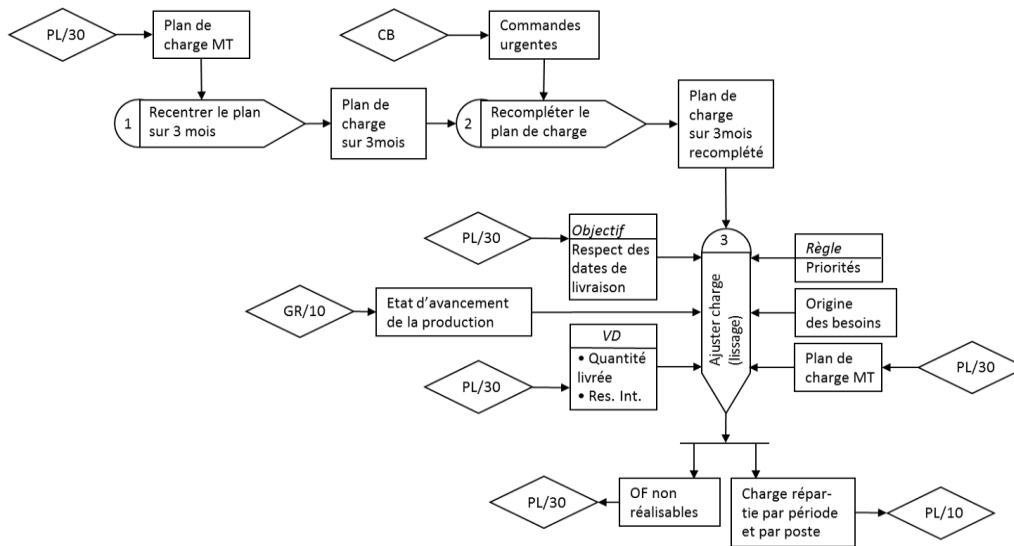 PL/30
Plan de
charge MT
CB
Commandes
urgentes
1
Recentrer le plan
sur 3 mois
Plan de
charge
sur 3mois
2
Recompléter
le plan de charge
Plan de
charge
sur 3mois
recomplété
PL/30
Objectif
Respect des
dates de
livraison
3
Ajuster charge
(lissage)
Règle
Priorités
GR/10
Etat d’avancement
de la production
Origine
des besoins
PL/30
VD
• Quantité
livrée
• Res. Int.
Plan de
charge MT
PL/30
PL/30
OF non
réalisables
Charge répar-
tie par période
et par poste
PL/10